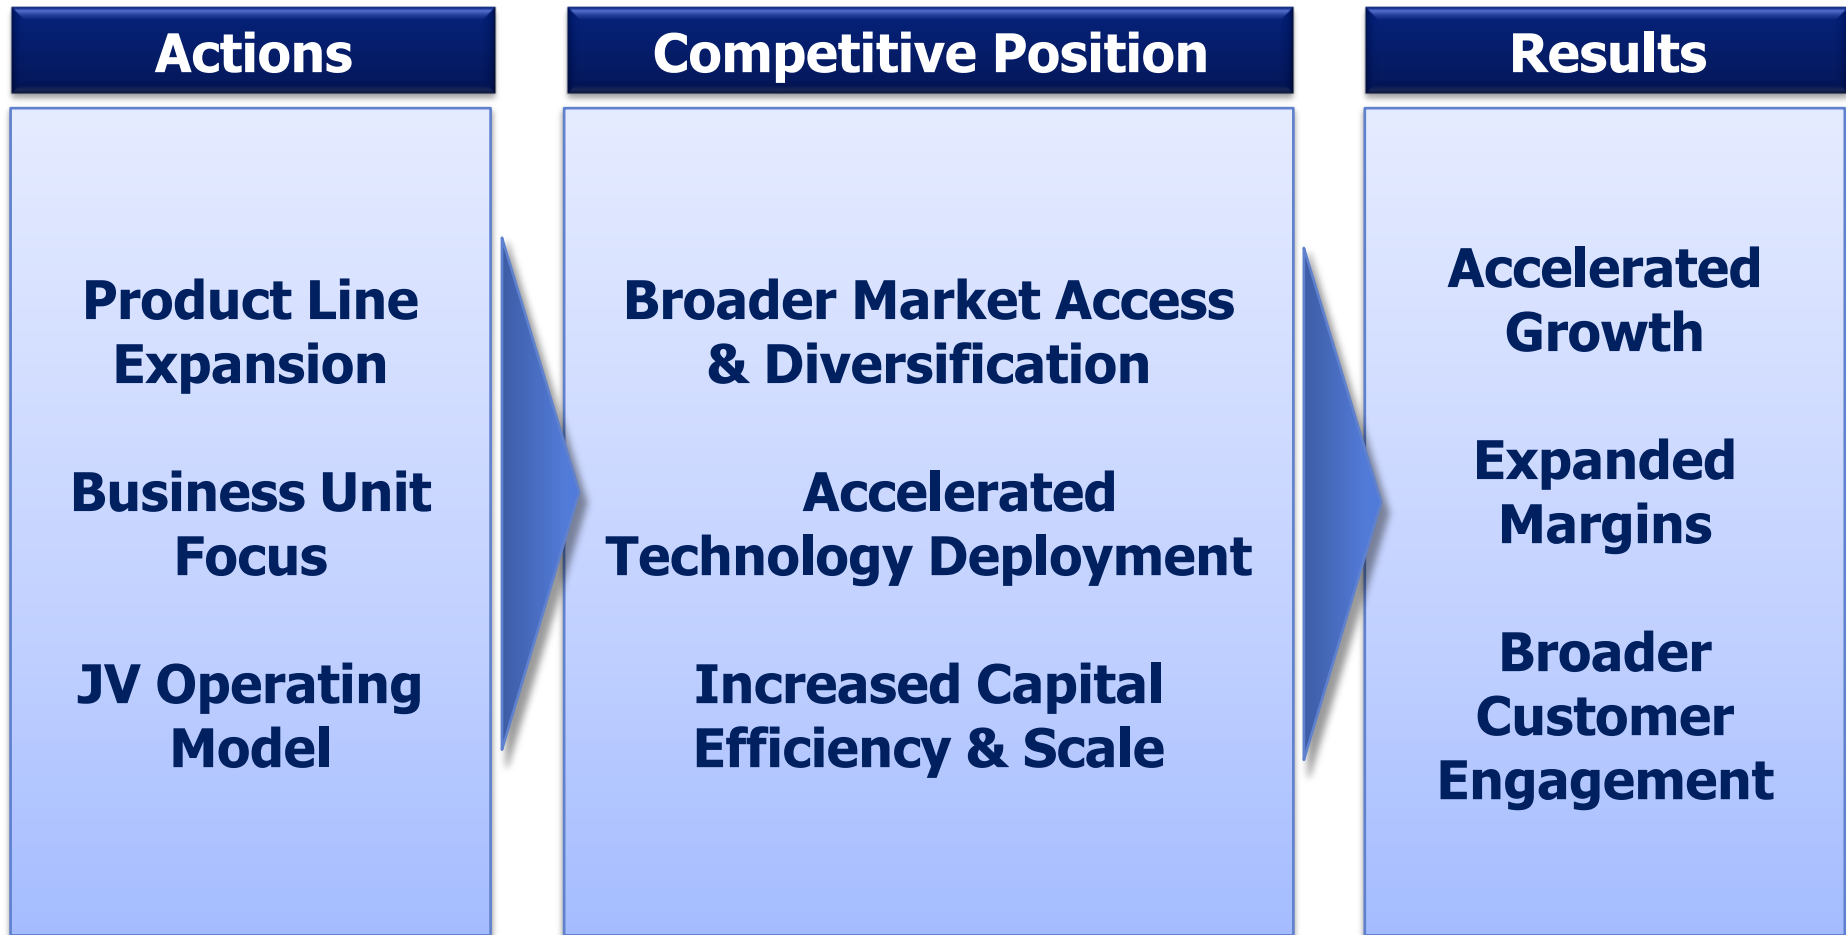 Actions
Product Line
Expansion
Business Unit
Focus
JV Operating
Model
Competitive Position
Broader Market Access
& Diversification
Accelerated
Technology Deployment
Increased Capital
Efficiency & Scale
Results
Accelerated
Growth
Expanded
Margins
Broader
Customer
Engagement